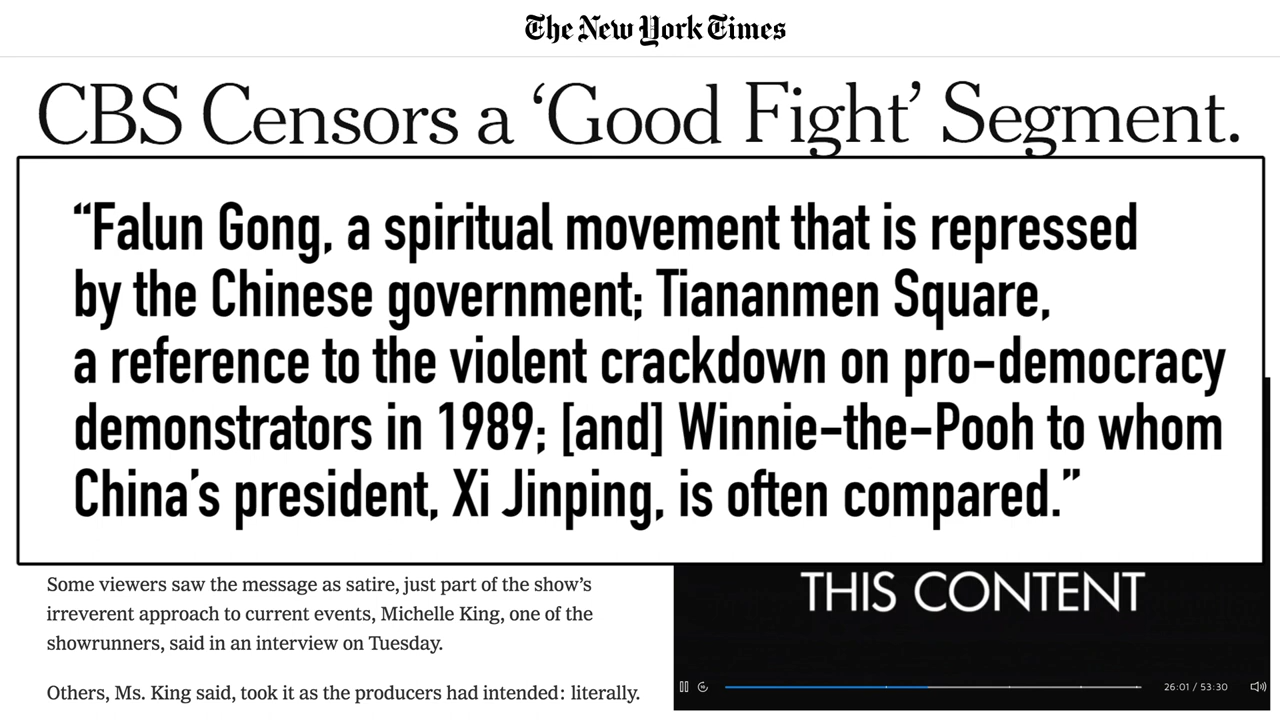 The New York Times
CBS Censors a ‘Good Fight’ Segment.
“Falun Gong, a spiritual movement that is repressed
by the Chinese government; Tiananmen Square,
a reference to the violent crackdown on pro-democracy
demonstrators in 1989; [and] Winnie-the-Pooh to whom
China’s president, Xi Jinping, is often compared.”
Some viewers saw the message as satire, just part of the show’s
irreverent approach to current events, Michelle King, one of the
showrunners, said in an interview on Tuesday.
Others, Ms. King said, took it as the producers had intended: literally.
THIS CONTENT
26:01 / 53:30